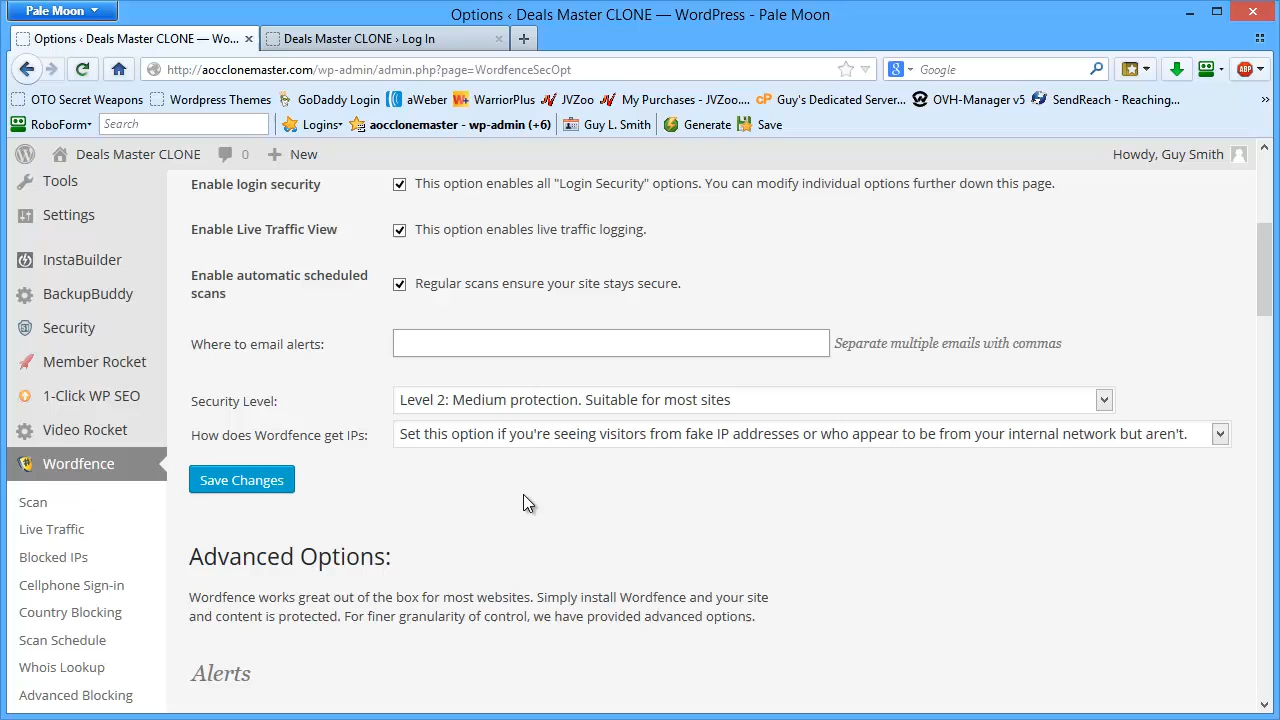 Pale Moon
Options ‹ Deals Master CLONE — WordPress - Pale Moon
Options ‹ Deals Master CLONE — Wo...
Deals Master CLONE › Log In
http://aocclonemaster.com/wp-admin/admin.php?page=WordfenceSecOpt
Google
OTO Secret Weapons
Wordpress Themes
GoDaddy Login
aWeber
WarriorPlus
JVZoo
My Purchases - JVZoo....
Guy's Dedicated Server...
OVH-Manager v5
SendReach - Reaching...
RoboForm
Search
Logins
aocclonemaster - wp-admin (+6)
Guy L. Smith
Generate
Save
Deals Master CLONE
0
New
Howdy, Guy Smith
Tools
Settings
InstaBuilder
BackupBuddy
Security
Member Rocket
1-Click WP SEO
Video Rocket
Wordfence
Scan
Live Traffic
Blocked IPs
Cellphone Sign-in
Country Blocking
Scan Schedule
Whois Lookup
Advanced Blocking
Enable login security
This option enables all "Login Security" options. You can modify individual options further down this page.
Enable Live Traffic View
This option enables live traffic logging.
Enable automatic scheduled
scans
Regular scans ensure your site stays secure.
Where to email alerts:
Separate multiple emails with commas
Security Level:
Level 2: Medium protection. Suitable for most sites
How does Wordfence get IPs:
Set this option if you're seeing visitors from fake IP addresses or who appear to be from your internal network but aren't.
Save Changes
Advanced Options:
Wordfence works great out of the box for most websites. Simply install Wordfence and your site
and content is protected. For finer granularity of control, we have provided advanced options.
Alerts